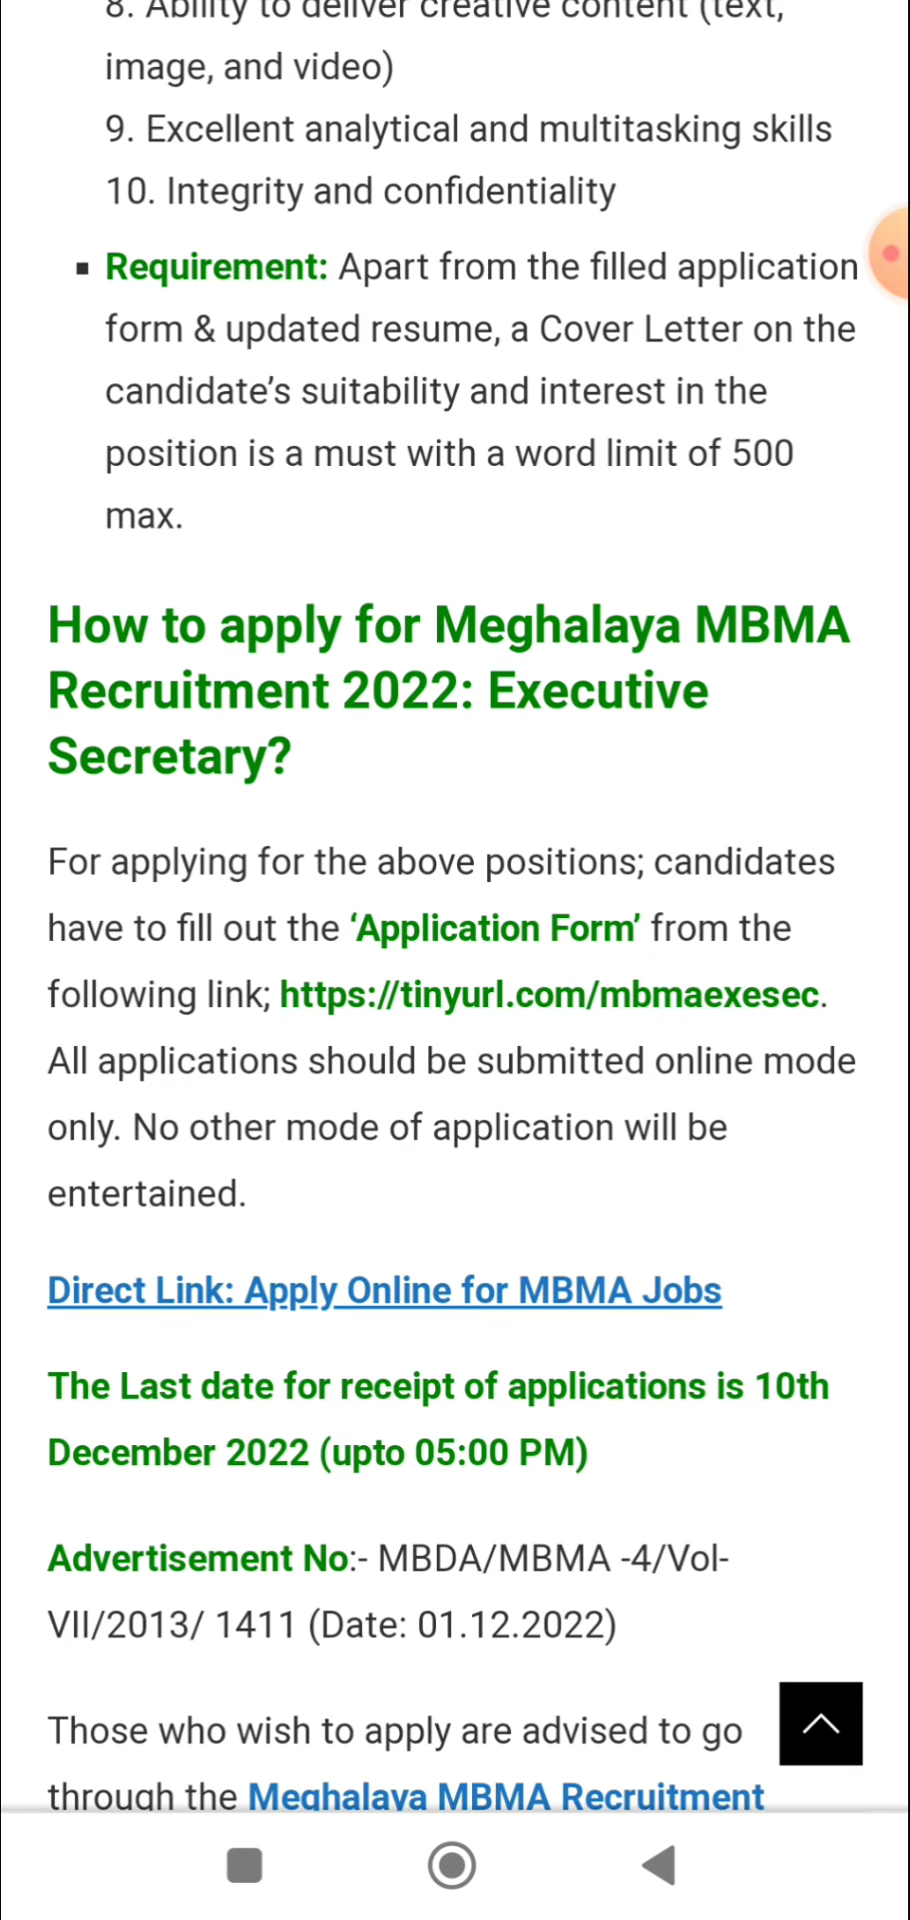 8. Ability to deliver creative content (text,
image, and video)
9. Excellent analytical and multitasking skills
10. Integrity and confidentiality
▪ Requirement: Apart from the filled application
form & updated resume, a Cover Letter on the
candidate’s suitability and interest in the
position is a must with a word limit of 500
max.
How to apply for Meghalaya MBMA
Recruitment 2022: Executive
Secretary?
For applying for the above positions; candidates
have to fill out the ‘Application Form’ from the
following link; https://tinyurl.com/mbmaexesec.
All applications should be submitted online mode
only. No other mode of application will be
entertained.
Direct Link: Apply Online for MBMA Jobs
The Last date for receipt of applications is 10th
December 2022 (upto 05:00 PM)
Advertisement No:- MBDA/MBMA -4/Vol-
VII/2013/ 1411 (Date: 01.12.2022)
Those who wish to apply are advised to go
through the Meghalaya MBMA Recruitment